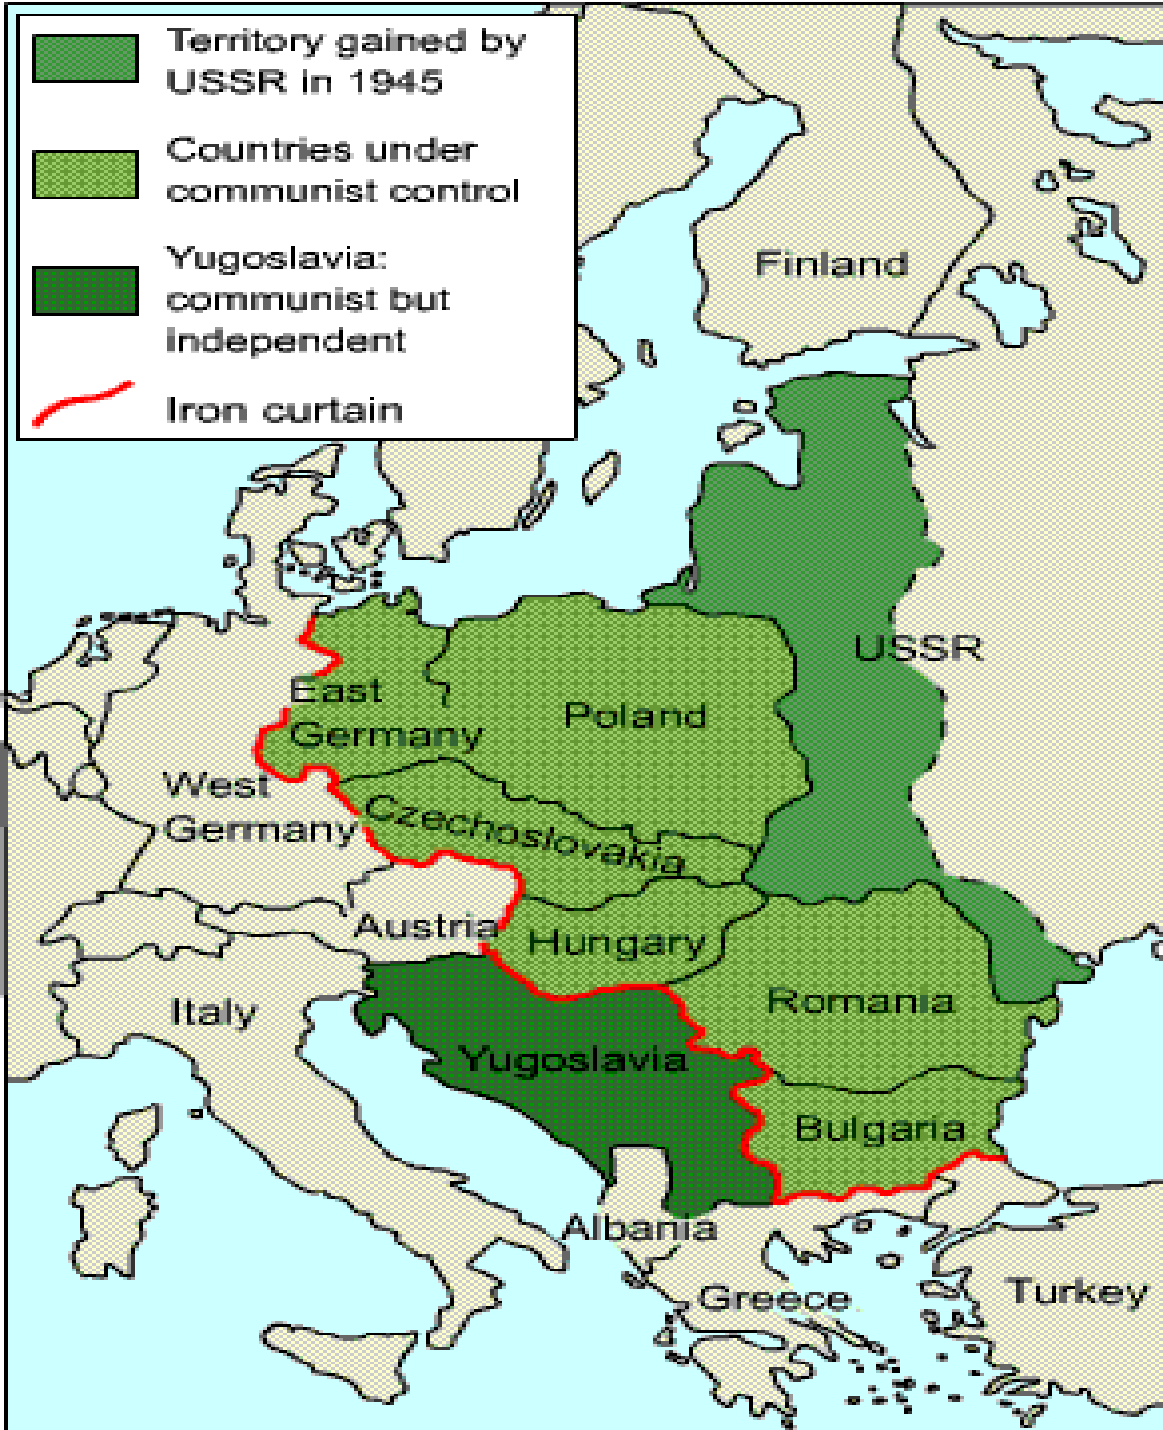 Territory gained by
USSR in 1945
Countries under
communist control
Yugoslavia:
communist but
independent
Iron curtain
Finland
USSR
East
Germany
Poland
West
Germany
Czechoslovakia
Austria
Hungary
Italy
Romania
Yugoslavia
Bulgaria
Albania
Greece
Turkey